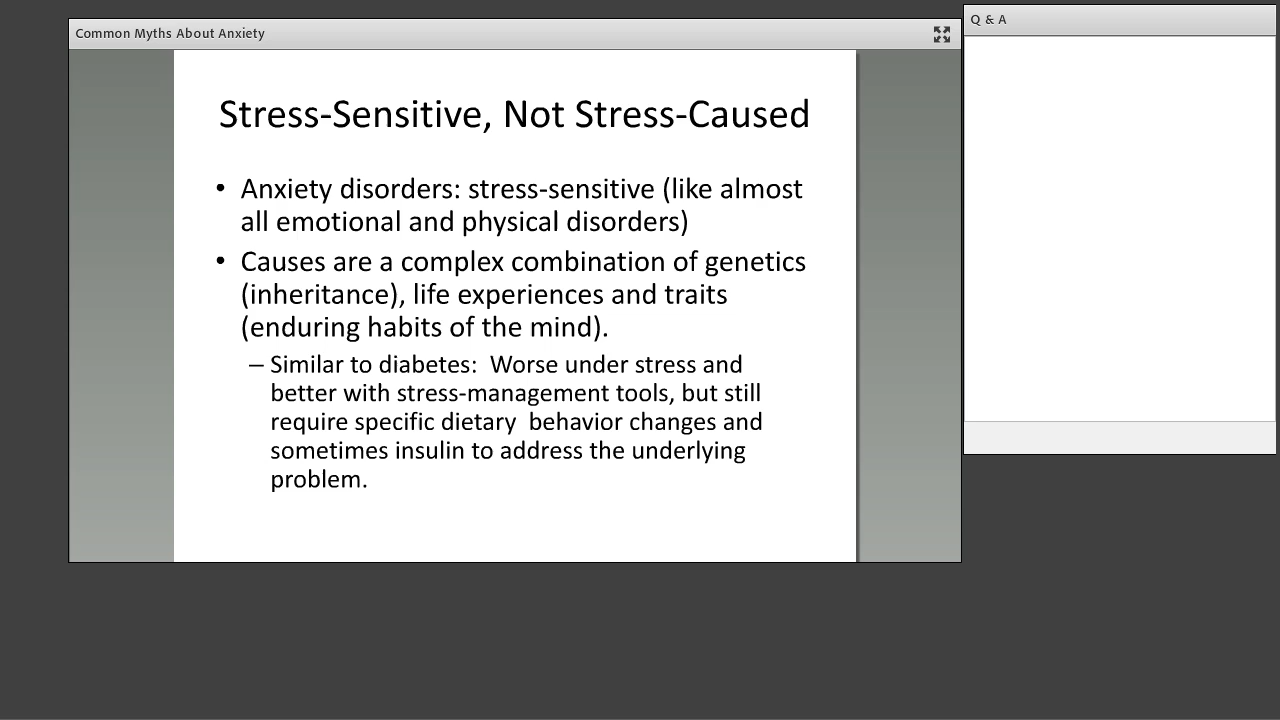 Common Myths About Anxiety
Q & A
Stress-Sensitive, Not Stress-Caused
• Anxiety disorders: stress-sensitive (like almost
all emotional and physical disorders)
• Causes are a complex combination of genetics
(inheritance), life experiences and traits
(enduring habits of the mind).
– Similar to diabetes:  Worse under stress and
better with stress-management tools, but still
require specific dietary  behavior changes and
sometimes insulin to address the underlying
problem.